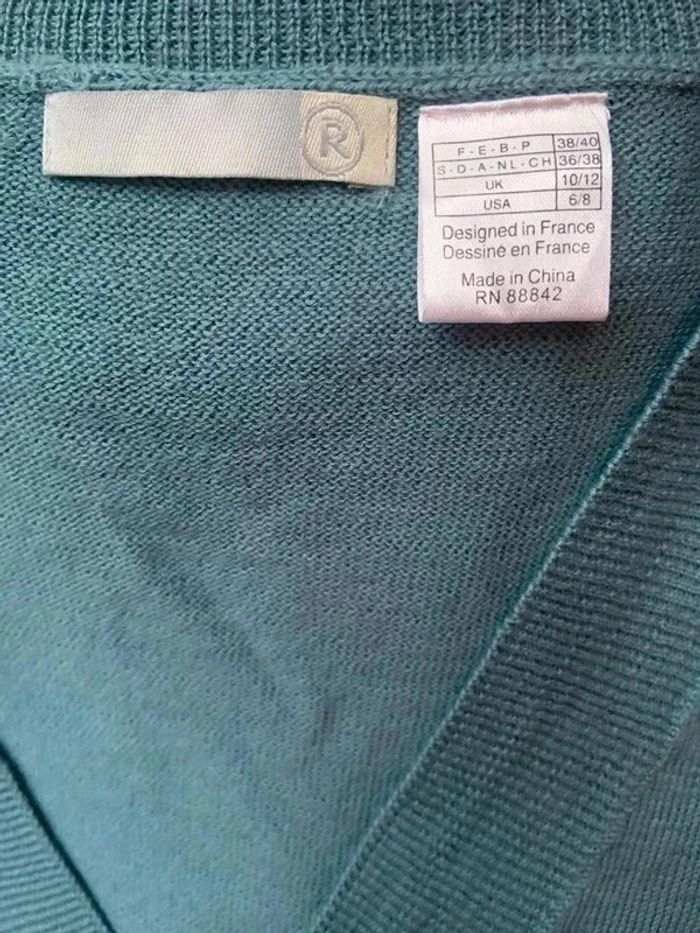 R
F - E - B - P 38/40
S - D - A - NL - CH 36/38
UK 10/12
USA 6/8
Designed in France
Dessiné en France
Made in China
RN 88842